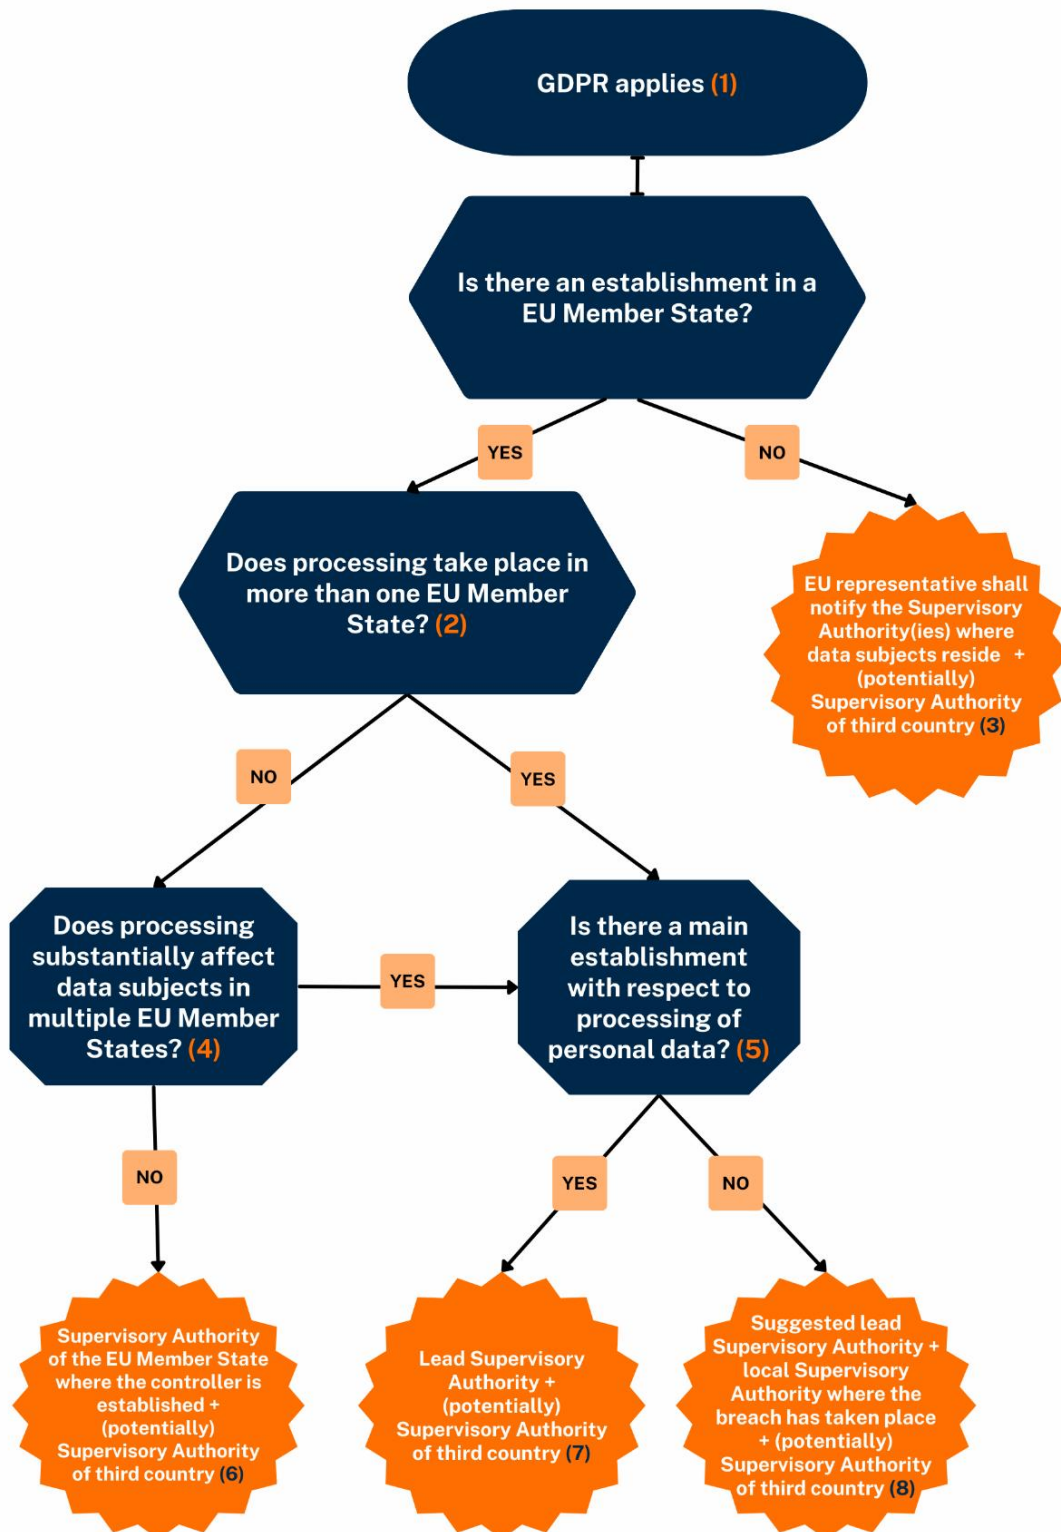 GDPR applies (1)
Is there an establishment in a
EU Member State?
YES
NO
Does processing take place in
more than one EU Member
State? (2)
EU representative shall
notify the Supervisory
Authority(ies) where
data subjects reside +
(potentially)
Supervisory Authority
of third country (3)
NO
YES
Does processing
substantially affect
data subjects in
multiple EU Member
States? (4)
YES
Is there a main
establishment
with respect to
processing of
personal data? (5)
NO
YES
NO
Supervisory Authority
of the EU Member State
where the controller is
established +
(potentially)
Supervisory Authority
of third country (6)
Lead Supervisory
Authority +
(potentially)
Supervisory Authority
of third country (7)
Suggested lead
Supervisory Authority +
local Supervisory
Authority where the
breach has taken place
+ (potentially)
Supervisory Authority
of third country (8)